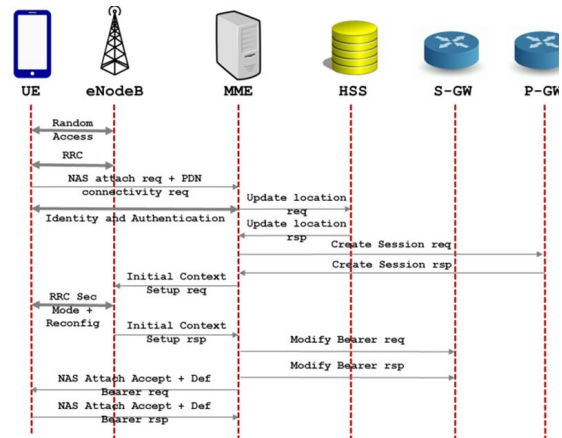 UE eNodeB MME HSS S-GW P-GW
Random
Access
RRC
NAS attach req + PDN
connectivity req
Update location
req
Identity and Authentication
Update location
rsp
Create Session req
Create Session rsp
Initial Context
Setup req
RRC Sec
Mode +
Reconfig
Initial Context
Setup rsp
Modify Bearer req
Modify Bearer rsp
NAS Attach Accept + Def
Bearer req
NAS Attach Accept + Def
Bearer rsp